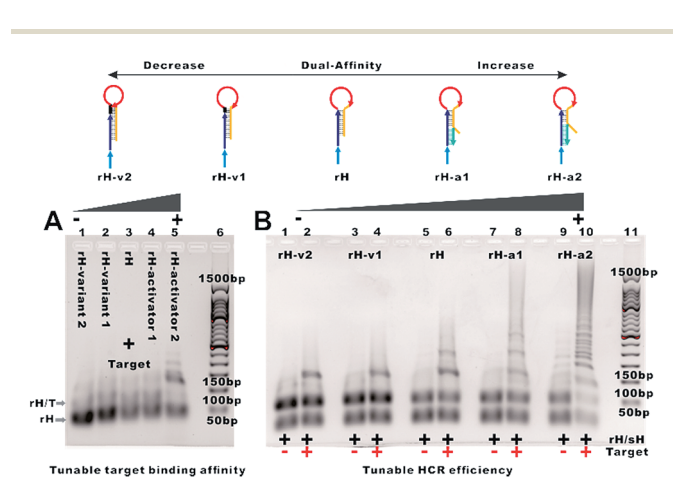 Decrease Dual-Affinity Increase
rH-v2 rH-v1 rH rH-a1 rH-a2
A - + B - +
1 2 3 4 5 6
rH-variant 2
rH-variant 1
rH
+
Target
rH-activator 1
rH-activator 2
1500bp
150bp
100bp
50bp
rH/T
rH
Tunable target binding affinity
1 2 3 4 5 6 7 8 9 10 11
rH-v2 rH-v1 rH rH-a1 rH-a2
1500bp
150bp
100bp
50bp
+ + + + + + + + + + rH/sH
- + - + - + - + - + Target
Tunable HCR efficiency